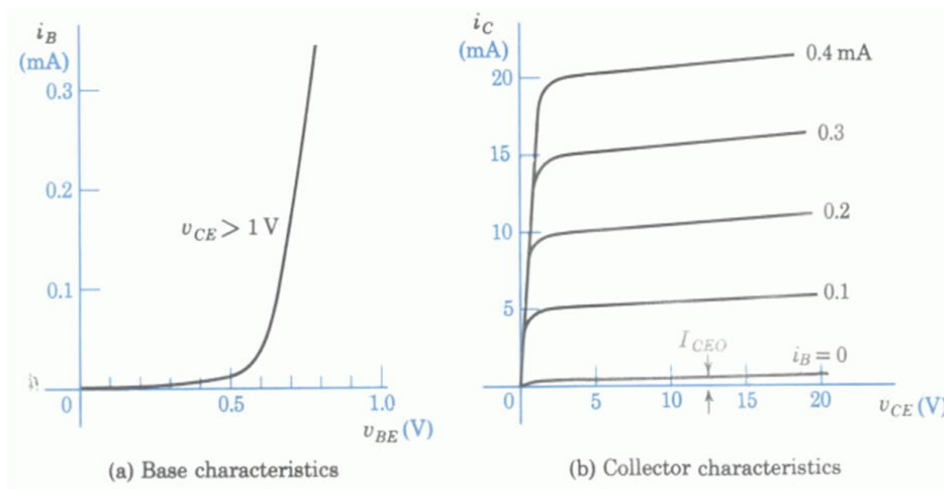 i_B
(mA)
0.3
0.2
0.1
v_CE > 1 V
0
0.5
1.0
v_BE (V)
(a) Base characteristics
i_C
(mA)
20
15
10
5
0.4 mA
0.3
0.2
0.1
I_CEO
i_B = 0
0
5
10
15
20
v_CE (V)
(b) Collector characteristics